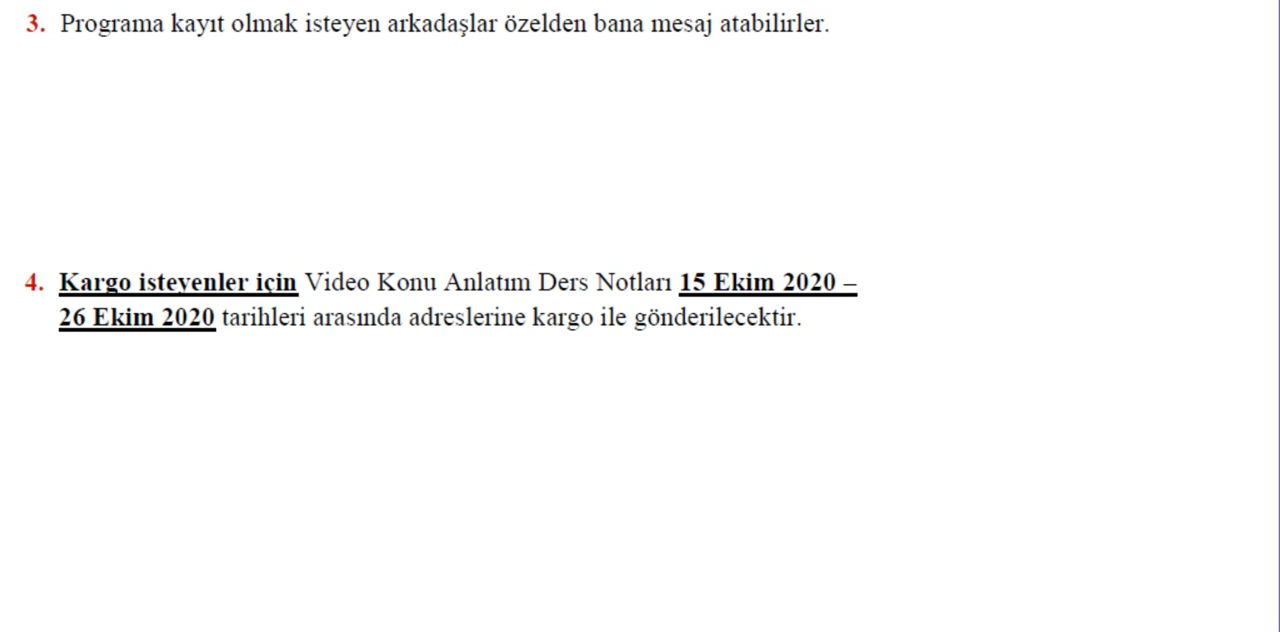 3. Programa kayıt olmak isteyen arkadaşlar özelden bana mesaj atabilirler.
4. Kargo isteyenler için Video Konu Anlatım Ders Notları 15 Ekim 2020 –
26 Ekim 2020 tarihleri arasında adreslerine kargo ile gönderilecektir.